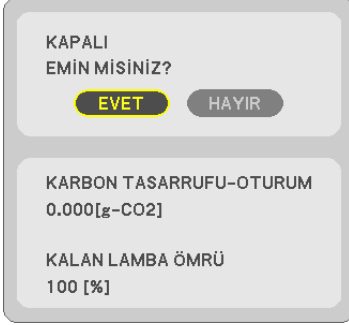 KAPALI
EMİN MİSİNİZ?
EVET HAYIR
KARBON TASARRUFU-OTURUM
0.000[g-CO2]
KALAN LAMBA ÖMRÜ
100 [%]